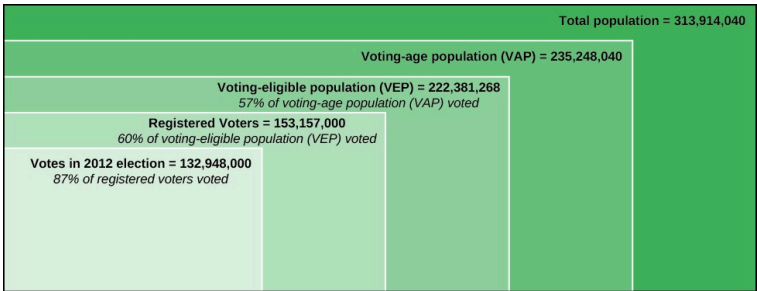 Total population = 313,914,040
Voting-age population (VAP) = 235,248,040
Voting-eligible population (VEP) = 222,381,268
57% of voting-age population (VAP) voted
Registered Voters = 153,157,000
60% of voting-eligible population (VEP) voted
Votes in 2012 election = 132,948,000
87% of registered voters voted